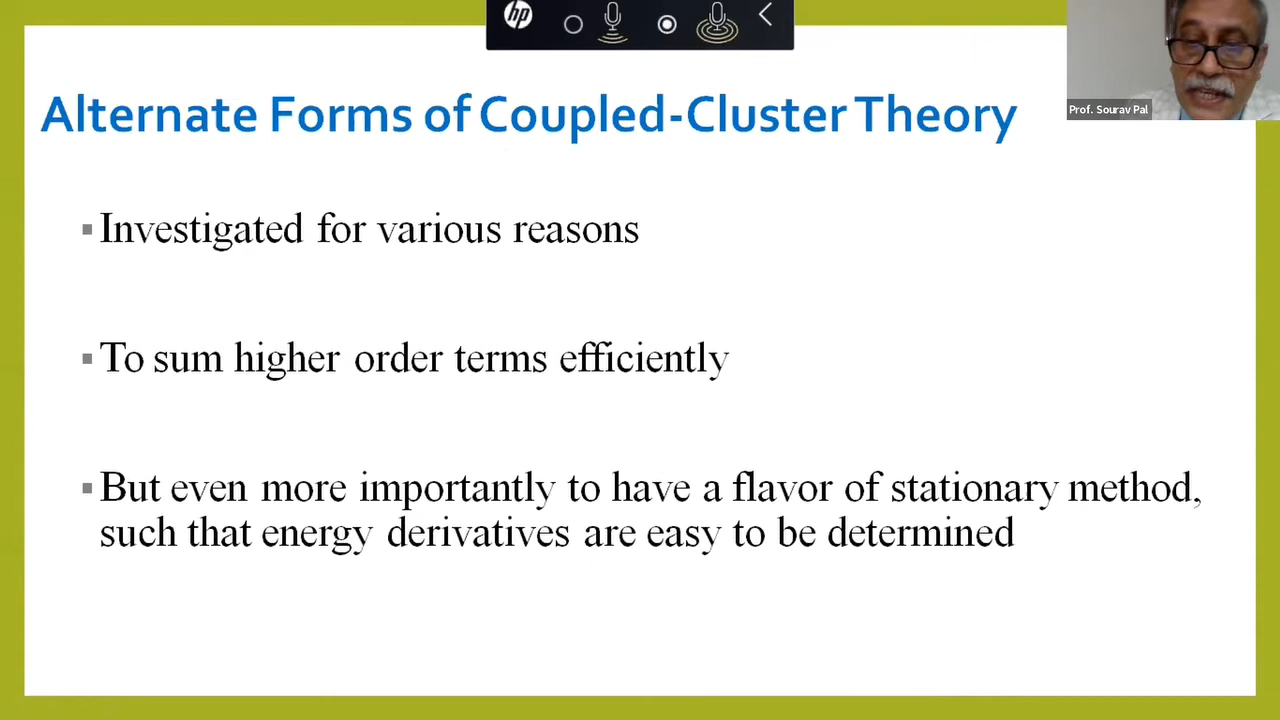 hp
Alternate Forms of Coupled-Cluster Theory
Prof. Sourav Pal
▪Investigated for various reasons
▪To sum higher order terms efficiently
▪But even more importantly to have a flavor of stationary method,
such that energy derivatives are easy to be determined